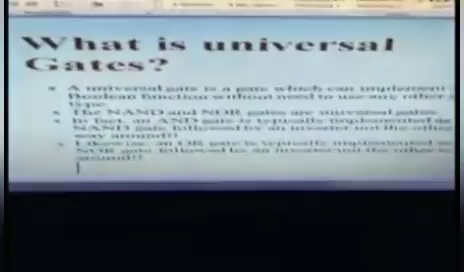 What is universal
Gates?
A universal gate is a gate which can implement
Boolean function without need to use any other
type.
The NAND and NOR gates are universal gates.
In fact, an AND gate is typically implemented as
NAND gate followed by an inverter not the other
way around!!
Likewise, an OR gate is typically implemented as
NOR gate followed by an inverter not the other
around!!